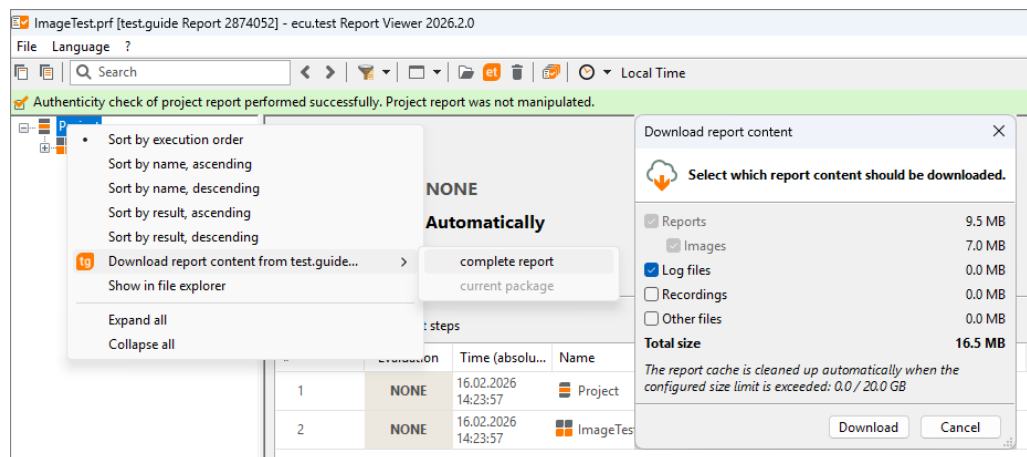 ImageTest.prf [test.guide Report 2874052] - ecu.test Report Viewer 2026.2.0
File Language ?
Search
et
Local Time
Authenticity check of project report performed successfully. Project report was not manipulated.
Sort by execution order
Sort by name, ascending
Sort by name, descending
Sort by result, ascending
Sort by result, descending
tg Download report content from test.guide...
Show in file explorer
Expand all
Collapse all
complete report
current package
NONE
Automatically
steps
Time (absolu... Name
1 NONE 16.02.2026
14:23:57 Project
2 NONE 16.02.2026
14:23:57 ImageTes
Download report content
Select which report content should be downloaded.
Reports 9.5 MB
Images 7.0 MB
Log files 0.0 MB
Recordings 0.0 MB
Other files 0.0 MB
Total size 16.5 MB
The report cache is cleaned up automatically when the
configured size limit is exceeded: 0.0 / 20.0 GB
Download Cancel